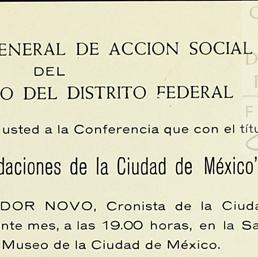 ENERAL DE ACCION SOCIAL
DEL
O DEL DISTRITO FEDERAL
usted a la Conferencia que con el títu
daciones de la Ciudad de México"
DOR NOVO, Cronista de la Ciuda
nte mes, a las 19.00 horas, en la Sa
Museo de la Ciudad de México.